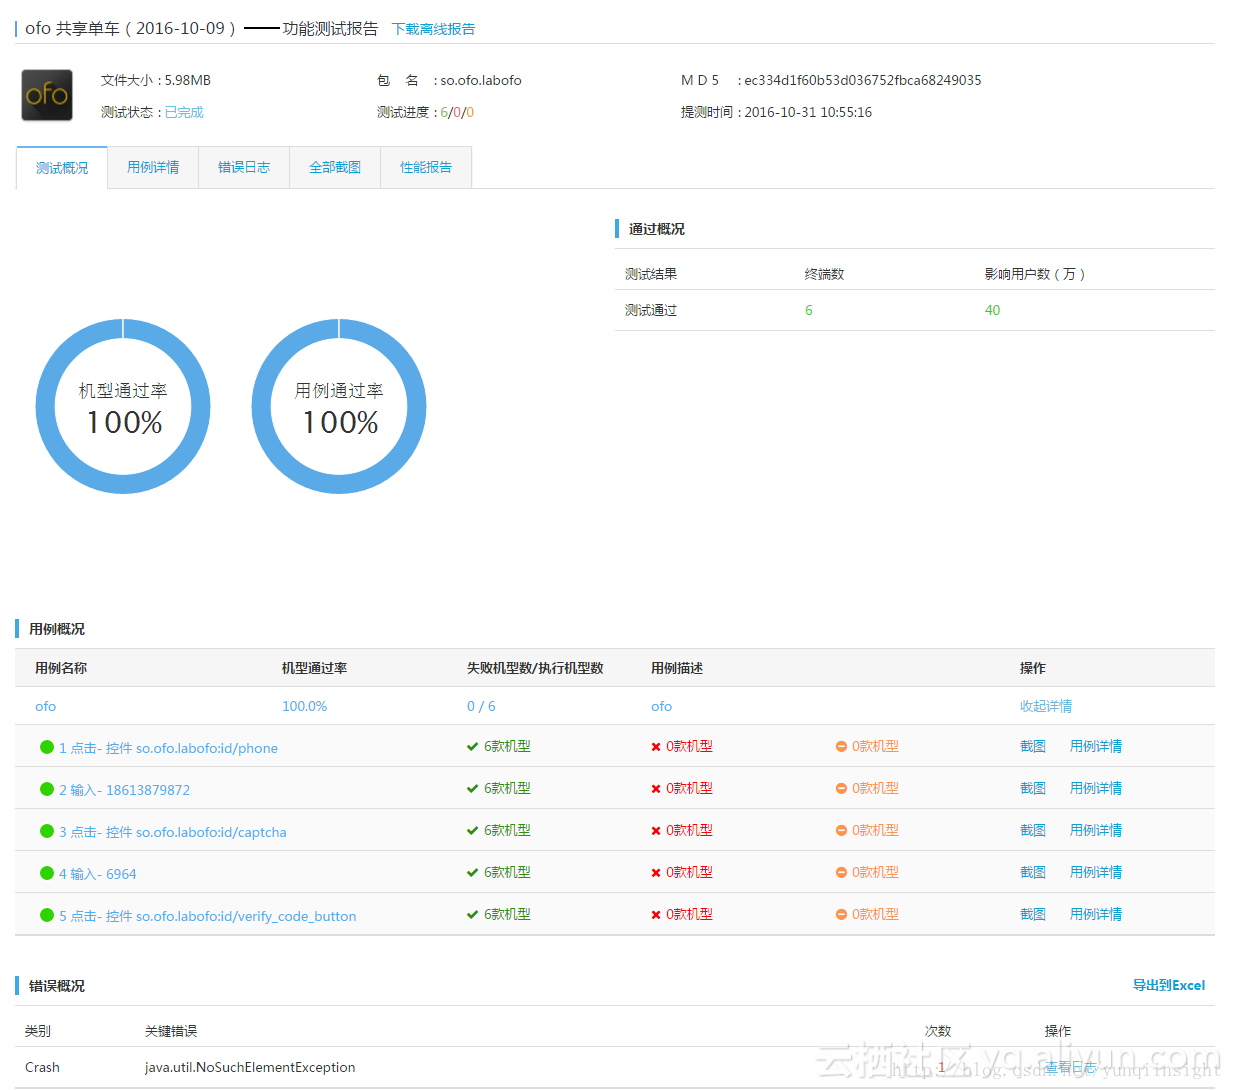 ofo 共享单车 ( 2016-10-09 ) ——功能测试报告 下载离线报告
ofo
文件大小 : 5.98MB 包 名 : so.ofo.labofo M D 5 : ec334d1f60b53d036752fbca68249035
测试状态 : 已完成 测试进度 : 6/0/0 提测时间 : 2016-10-31 10:55:16
测试概况 用例详情 错误日志 全部截图 性能报告
通过概况
测试结果 终端数 影响用户数 ( 万 )
测试通过 6 40
机型通过率 用例通过率
100% 100%
用例概况
用例名称 机型通过率 失败机型数/执行机型数 用例描述 操作
ofo 100.0% 0 / 6 ofo 收起详情
1 点击- 控件 so.ofo.labofo:id/phone 6款机型 0款机型 0款机型 截图 用例详情
2 输入- 18613879872 6款机型 0款机型 0款机型 截图 用例详情
3 点击- 控件 so.ofo.labofo:id/captcha 6款机型 0款机型 0款机型 截图 用例详情
4 输入- 6964 6款机型 0款机型 0款机型 截图 用例详情
5 点击- 控件 so.ofo.labofo:id/verify_code_button 6款机型 0款机型 0款机型 截图 用例详情
错误概况 导出到Excel
类别 关键错误 次数 操作
Crash java.util.NoSuchElementException 1 查看日志
云栖社区 yq.aliyun.com
http://blog.csdn.net/yunqiinsight